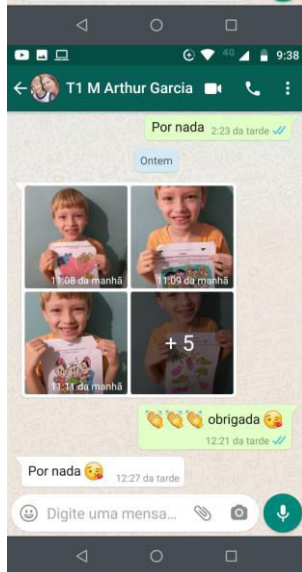 4G 9:38
T1 M Arthur Garcia
Por nada 2:23 da tarde
Ontem
11:08 da manhã 11:09 da manhã
11:11 da manhã + 5
👏👏👏 obrigada 😘
12:21 da tarde
Por nada 😘 12:27 da tarde
Digite uma mensa...